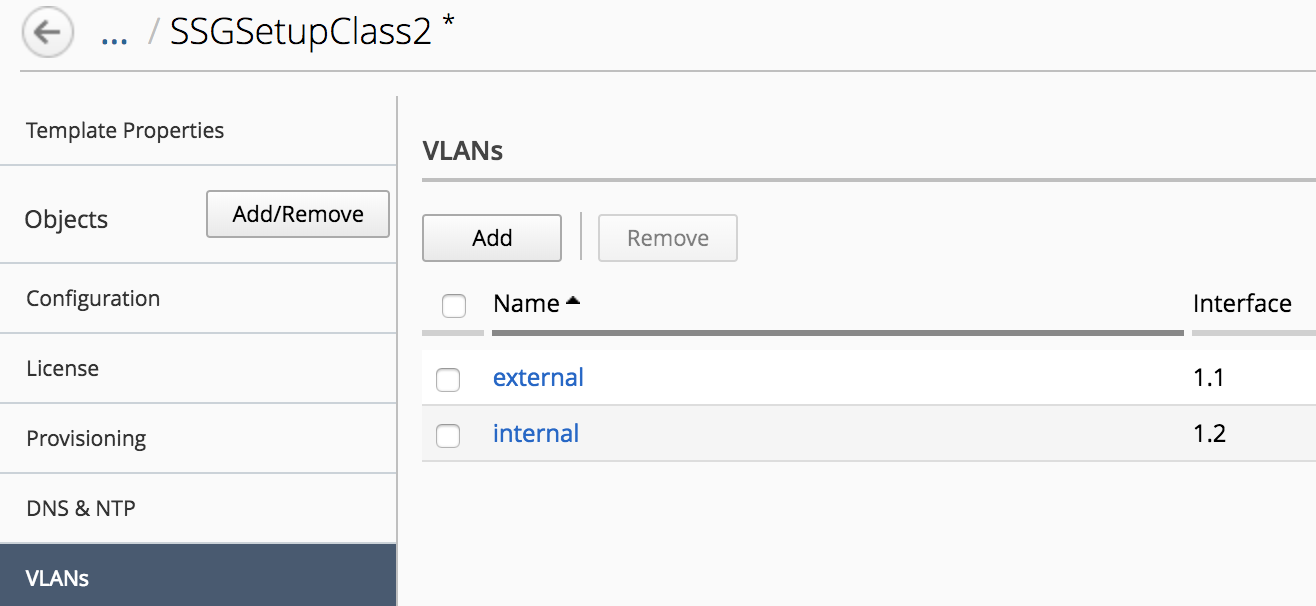 ... / SSGSetupClass2 *
Template Properties
Objects
Add/Remove
Configuration
License
Provisioning
DNS & NTP
VLANs
VLANs
Add
Remove
Name Interface
external 1.1
internal 1.2